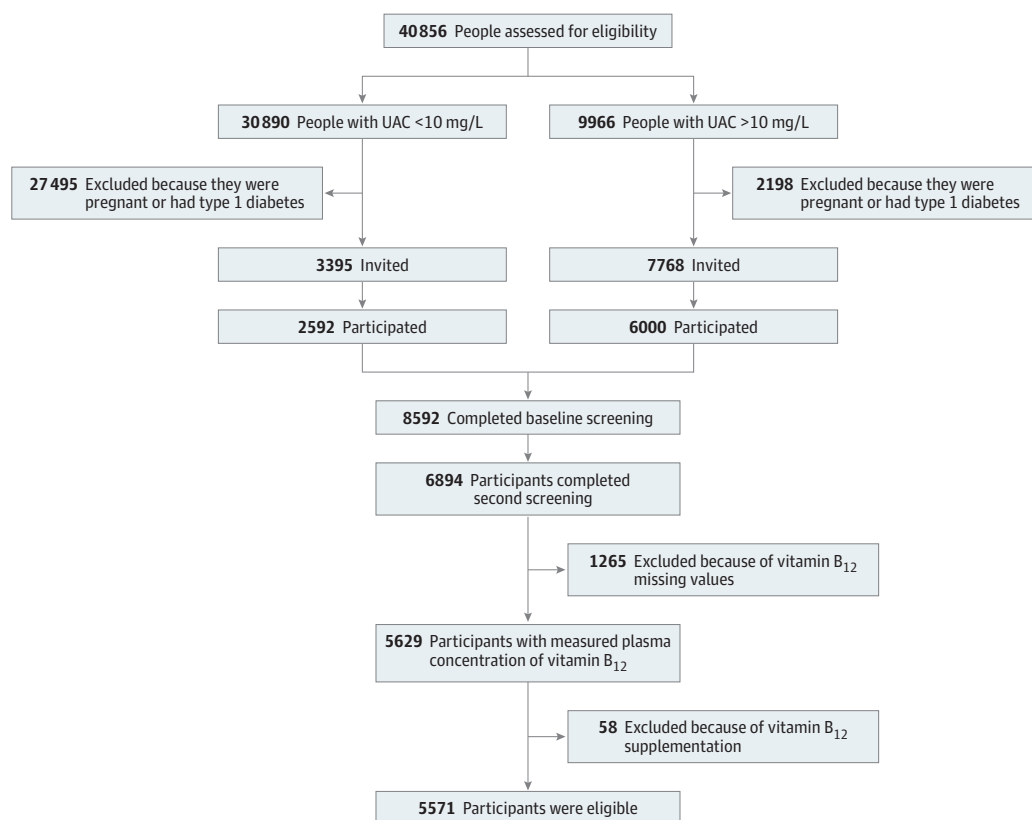 40856 People assessed for eligibility
30890 People with UAC <10 mg/L
9966 People with UAC >10 mg/L
27495 Excluded because they were
pregnant or had type 1 diabetes
2198 Excluded because they were
pregnant or had type 1 diabetes
3395 Invited
7768 Invited
2592 Participated
6000 Participated
8592 Completed baseline screening
6894 Participants completed
second screening
1265 Excluded because of vitamin B12
missing values
5629 Participants with measured plasma
concentration of vitamin B12
58 Excluded because of vitamin B12
supplementation
5571 Participants were eligible